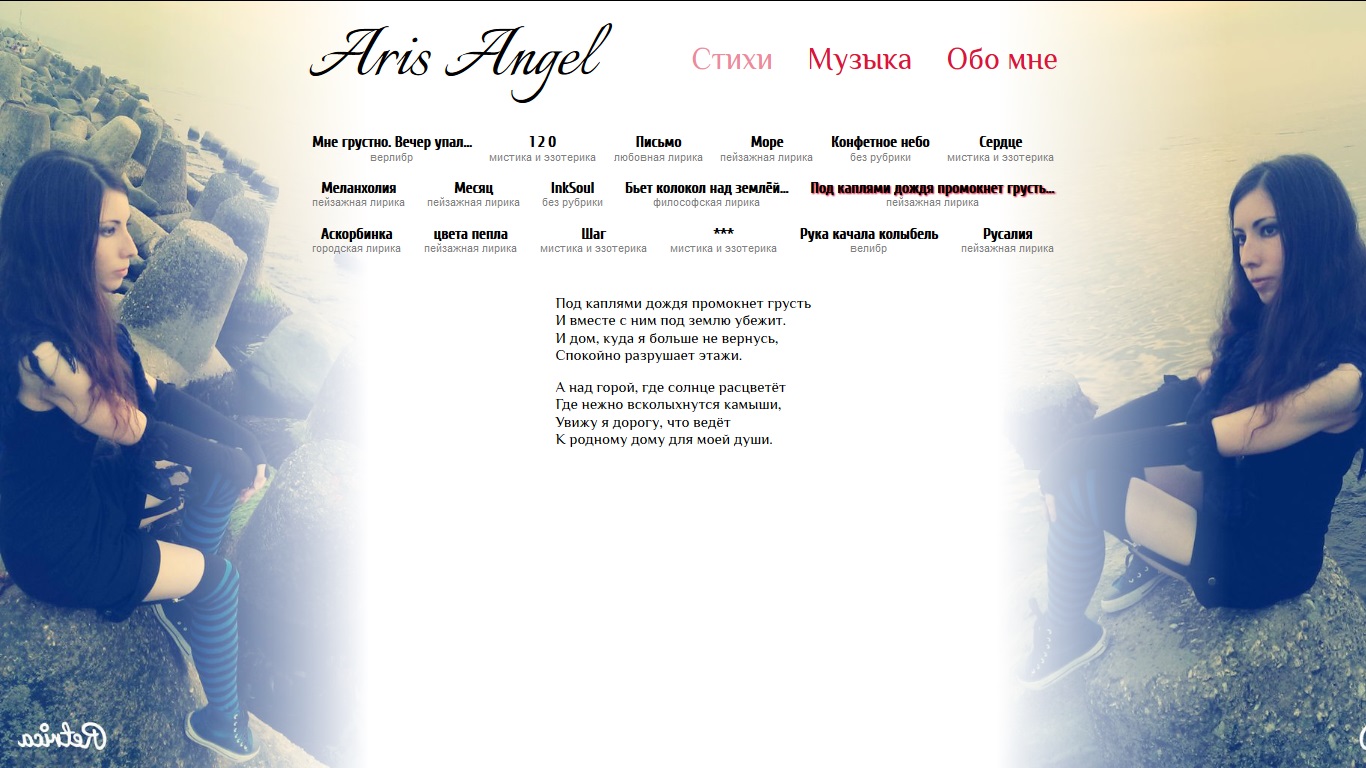 Aris Angel
Стихи Музыка Обо мне
Мне грустно. Вечер упал... 1 2 0 Письмо Море Конфетное небо Сердце
верлибр мистика и эзотерика любовная лирика пейзажная лирика без рубрики мистика и эзотерика
Меланхолия Месяц InkSoul Бьет колокол над землёй... Под каплями дождя промокнет грусть...
пейзажная лирика пейзажная лирика без рубрики философская лирика пейзажная лирика
Аскорбинка цвета пепла Шаг *** Рука качала колыбель Русалия
городская лирика пейзажная лирика мистика и эзотерика мистика и эзотерика велибр пейзажная лирика
Под каплями дождя промокнет грусть
И вместе с ним под землю убежит.
И дом, куда я больше не вернусь,
Спокойно разрушает этажи.
А над горой, где солнце расцветёт
Где нежно всколыхнутся камыши,
Увижу я дорогу, что ведёт
К родному дому для моей души.
Retrica